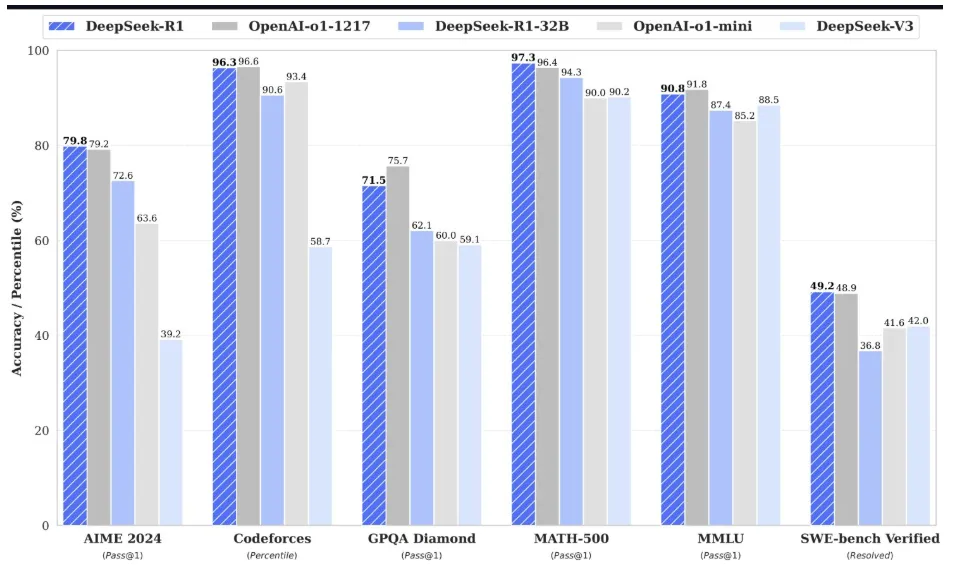 DeepSeek-R1 OpenAI-o1-1217 DeepSeek-R1-32B OpenAI-o1-mini DeepSeek-V3
Accuracy / Percentile (%)
100
80
60
40
20
0
79.8 79.2 72.6 63.6 39.2
96.3 96.6 90.6 93.4 58.7
71.5 75.7 62.1 60.0 59.1
97.3 96.4 94.3 90.0 90.2
90.8 91.8 87.4 85.2 88.5
49.2 48.9 36.8 41.6 42.0
AIME 2024 Codeforces GPQA Diamond MATH-500 MMLU SWE-bench Verified
(Pass@1) (Percentile) (Pass@1) (Pass@1) (Pass@1) (Resolved)